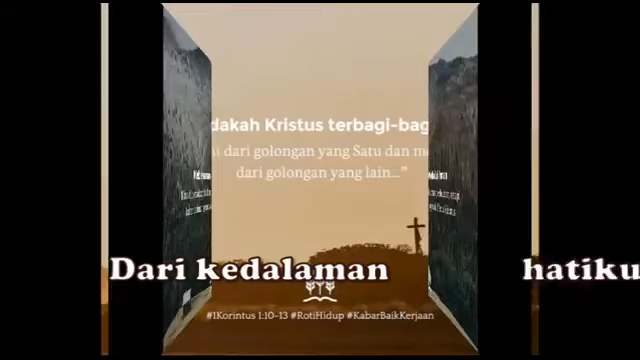 dakah Kristus terbagi-bag
dari golongan yang Satu dan m
dari golongan yang lain..."
Dari kedalaman hatiku
#1Korintus 1:10-13 #RotiHidup #KabarBaikKerjaan